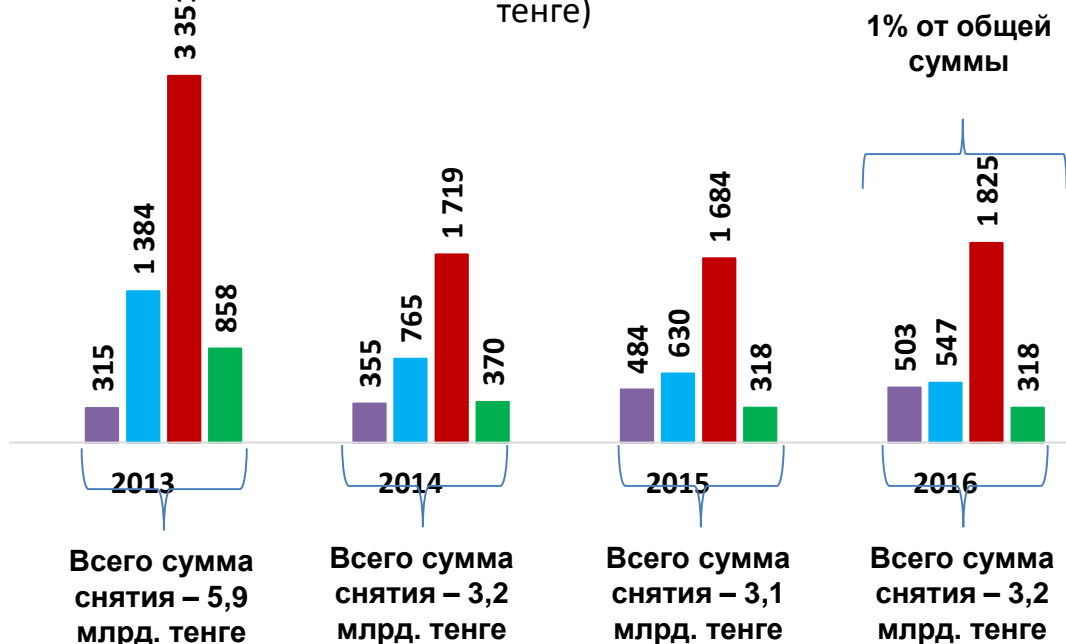 тенге)
1% от общей
суммы
315
1 384
858
355
765
1 719
370
484
630
1 684
318
503
547
1 825
318
2013
2014
2015
2016
Всего сумма
снятия – 5,9
млрд. тенге
Всего сумма
снятия – 3,2
млрд. тенге
Всего сумма
снятия – 3,1
млрд. тенге
Всего сумма
снятия – 3,2
млрд. тенге